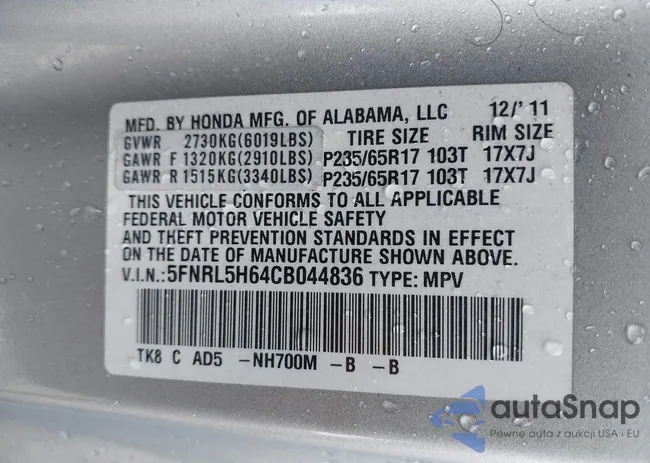 MFD. BY HONDA MFG. OF ALABAMA, LLC 12/'11
GVWR 2730KG(6019LBS) TIRE SIZE RIM SIZE
GAWR F 1320KG(2910LBS) P235/65R17 103T 17X7J
GAWR R 1515KG(3340LBS) P235/65R17 103T 17X7J
THIS VEHICLE CONFORMS TO ALL APPLICABLE
FEDERAL MOTOR VEHICLE SAFETY
AND THEFT PREVENTION STANDARDS IN EFFECT
ON THE DATE OF MANUFACTURE SHOWN ABOVE.
V.I.N.: 5FNRL5H64CB044836 TYPE: MPV
TK8 C AD5 -NH700M -B -B
autaSnap
Pewne auta z aukcji USA i EU